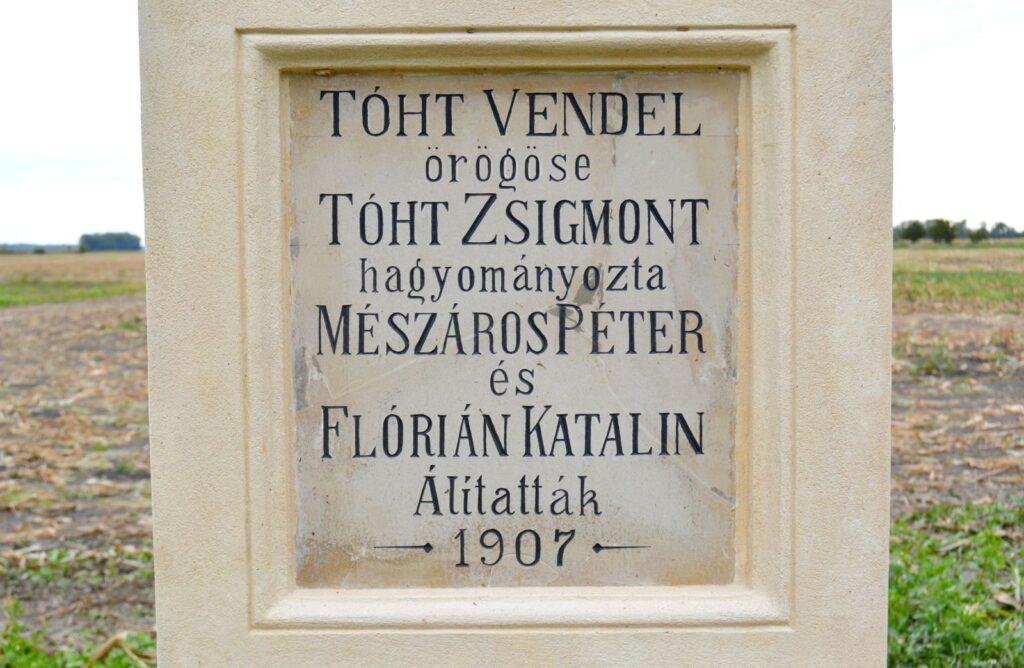 TÓHT VENDEL
örögöse
TÓHT ZSIGMONT
hagyományozta
MÉSZÁROS PÉTER
és
FLÓRIÁN KATALIN
Álítatták
1907